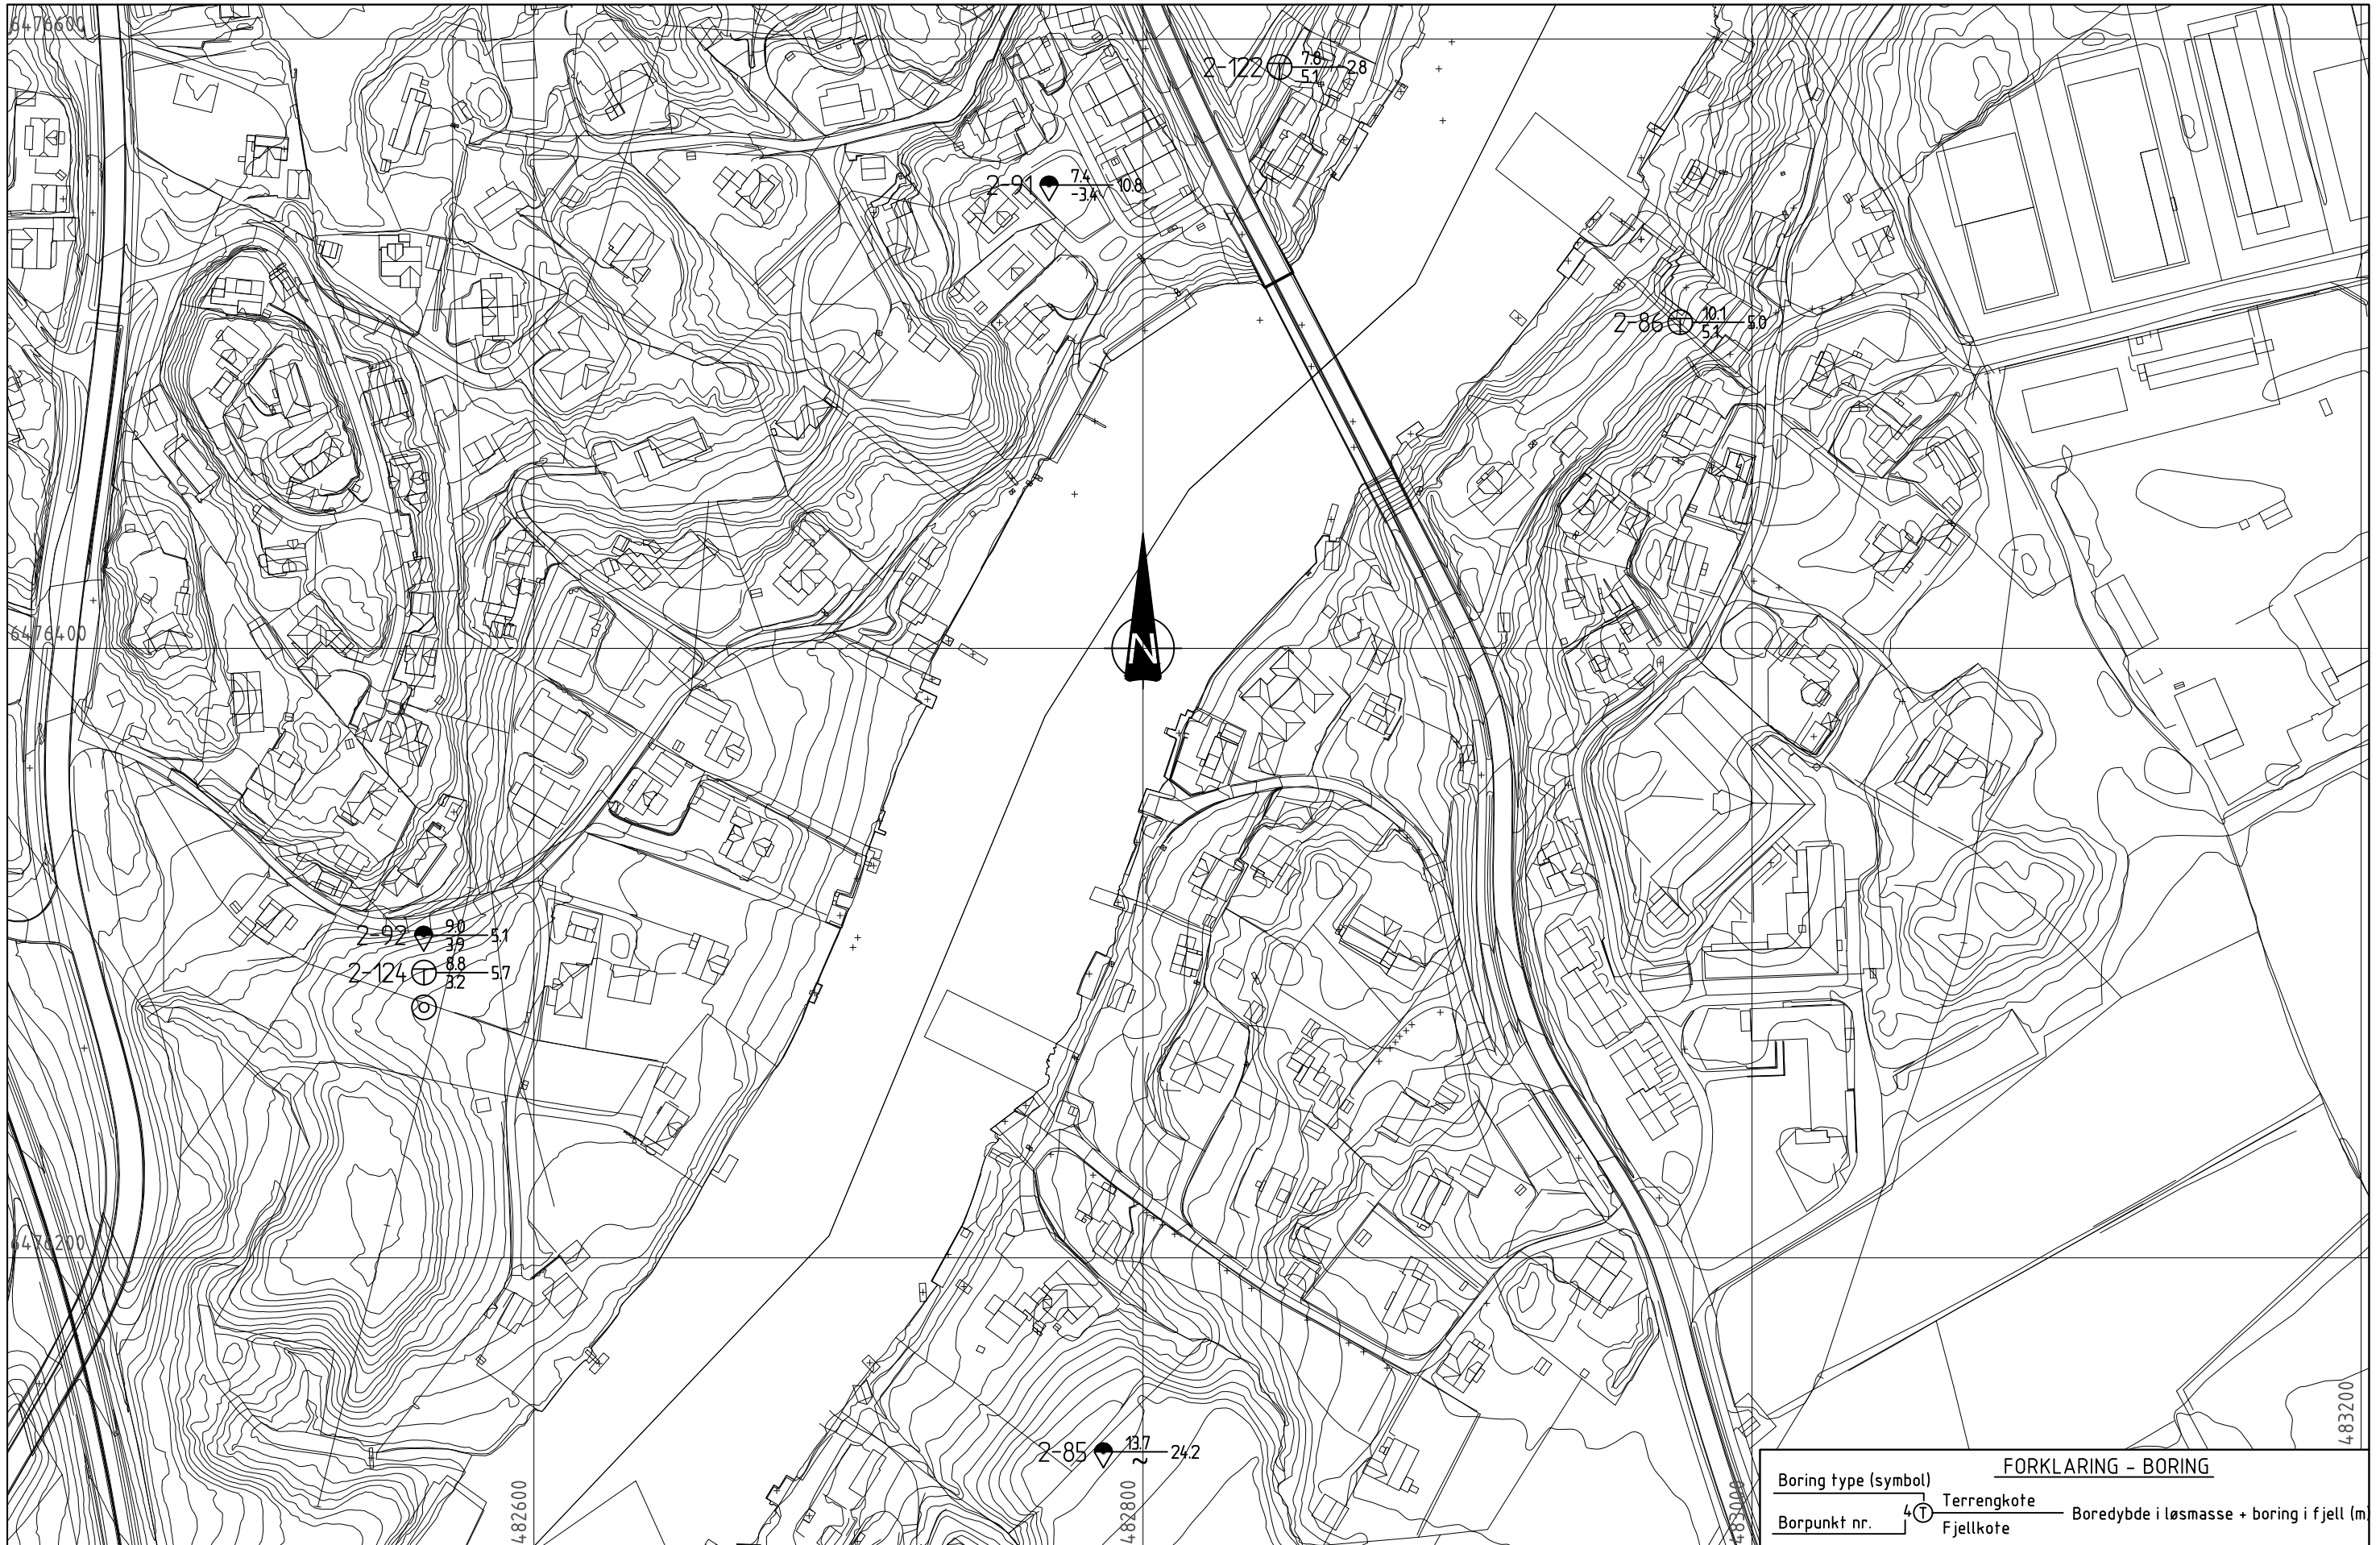 6476600
2-122 7.8 5.1 2.8
2-91 7.4 -3.4 10.8
2-86 10.1 5.1 5.0
6476400
N
2-92 9.0 3.9 5.1
2-124 T 8.8 3.2 5.7
6476200
2-85 13.7 ~ 24.2
482600
482800
483000
483200
FORKLARING - BORING
Boring type (symbol)
4 T Terrengkote
Boredybde i løsmasse + boring i fjell (m
Borpunkt nr.
Fjellkote